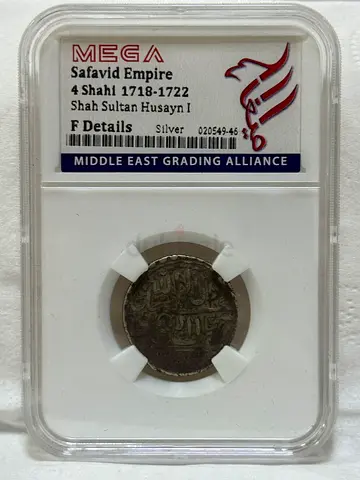 MEGA
Safavid Empire
4 Shahi 1718-1722
Shah Sultan Husayn I
F Details Silver 020549-46
MIDDLE EAST GRADING ALLIANCE